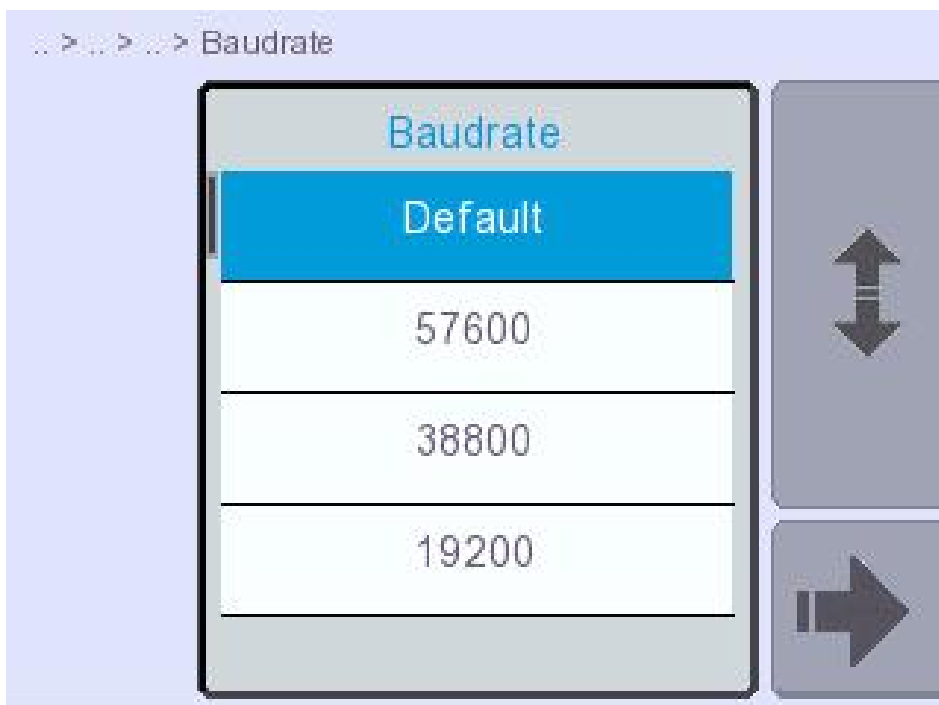 .. > .. > .. > Baudrate
Baudrate
Default
57600
38800
19200